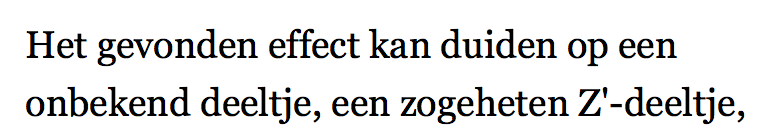 Het gevonden effect kan duiden op een
onbekend deeltje, een zogeheten Z'-deeltje,